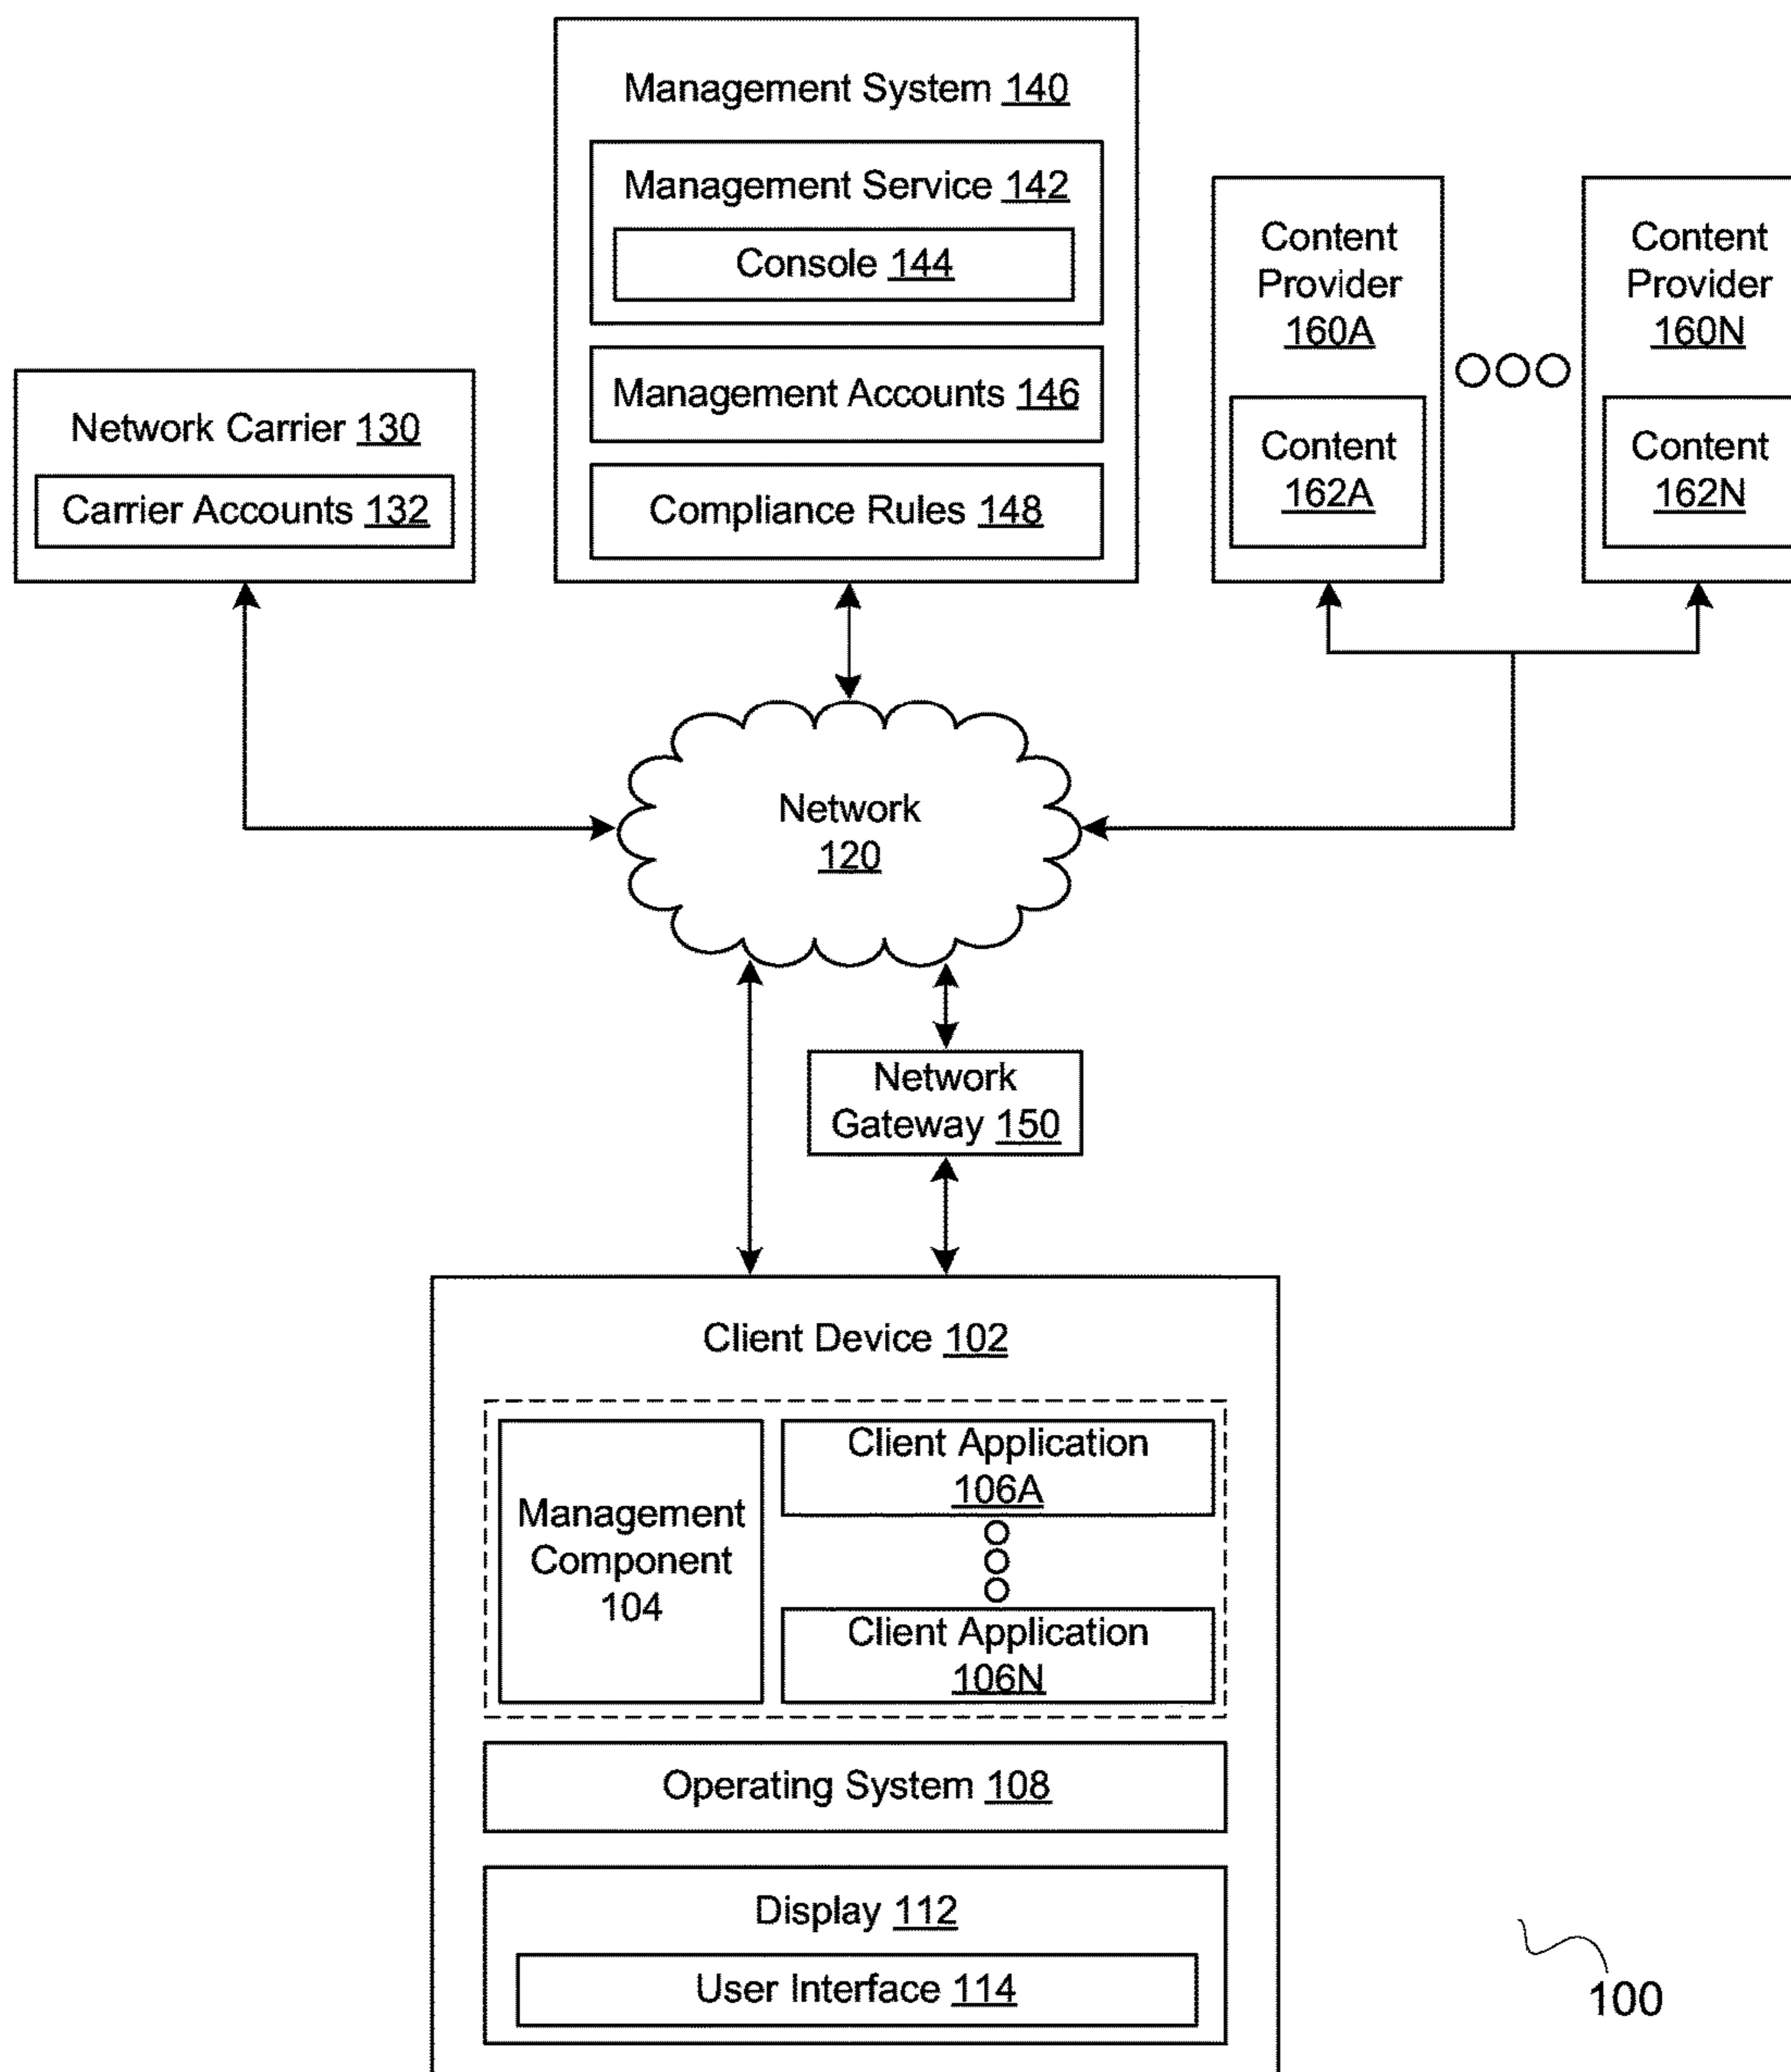 Management System 140
Management Service 142
Console 144
Management Accounts 146
Compliance Rules 148
Network Carrier 130
Carrier Accounts 132
Content
Provider
160A
Content
162A
Content
Provider
160N
Content
162N
Network
120
Network
Gateway 150
Client Device 102
Management
Component
104
Client Application
106A
Client Application
106N
Operating System 108
Display 112
User Interface 114
100